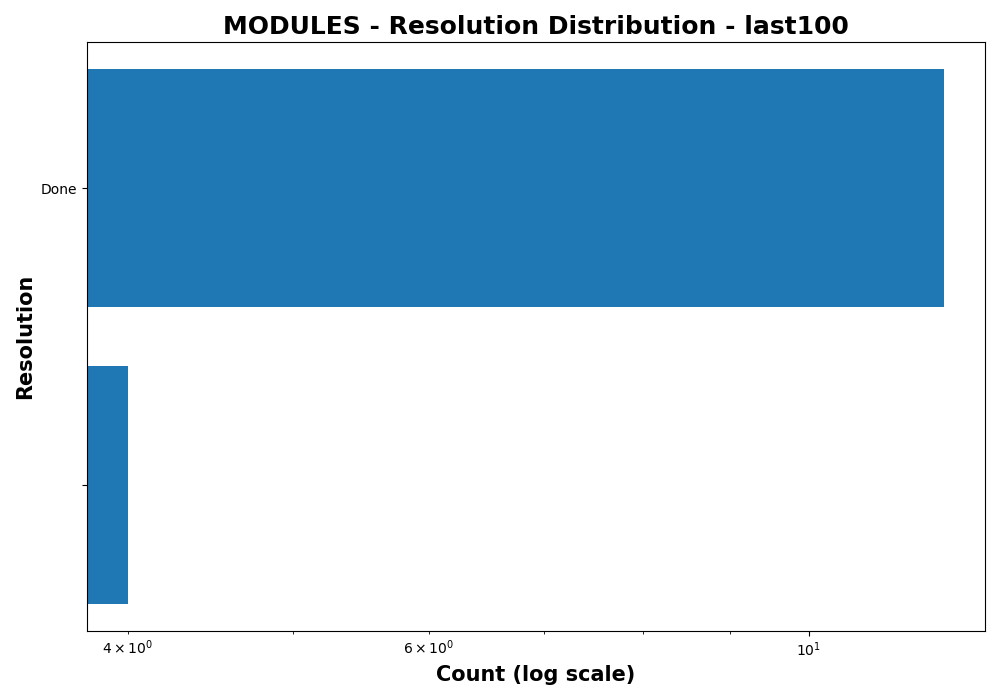 MODULES - Resolution Distribution - last100
Done
Resolution
4 × 10⁰
6 × 10⁰
10¹
Count (log scale)